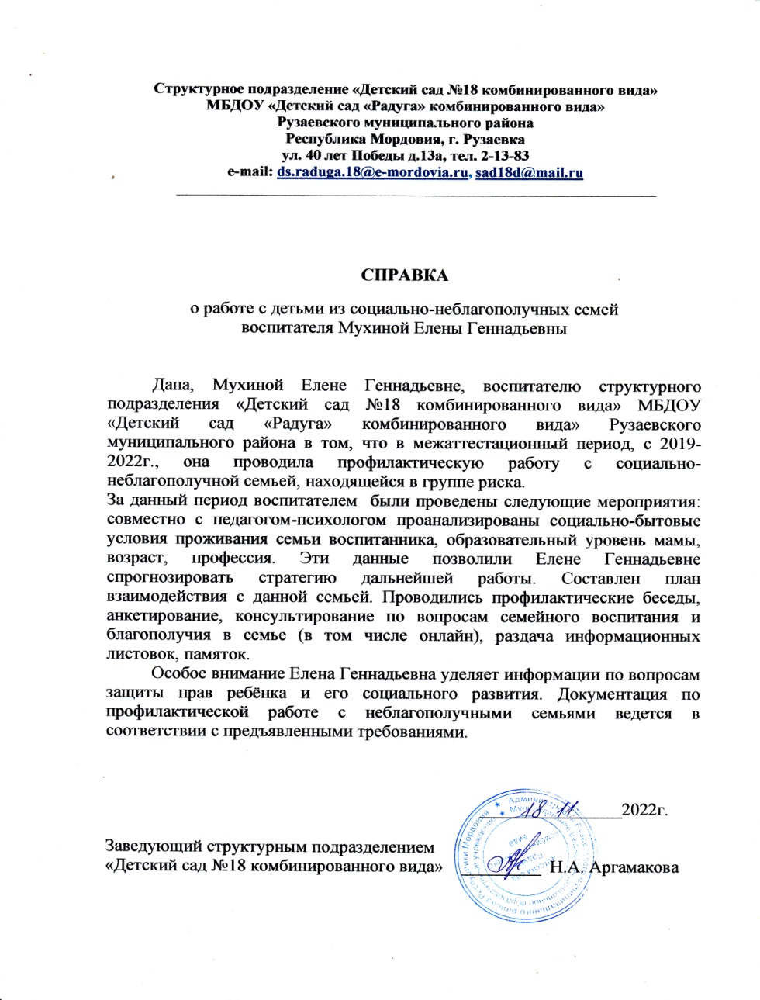 Структурное подразделение «Детский сад №18 комбинированного вида»
МБДОУ «Детский сад «Радуга» комбинированного вида»
Рузаевского муниципального района
Республика Мордовия, г. Рузаевка
ул. 40 лет Победы д.13а, тел. 2-13-83
e-mail: ds.raduga.18@e-mordovia.ru, sad18d@mail.ru
СПРАВКА
о работе с детьми из социально-неблагополучных семей
воспитателя Мухиной Елены Геннадьевны
Дана, Мухиной Елене Геннадьевне, воспитателю структурного
подразделения «Детский сад №18 комбинированного вида» МБДОУ
«Детский сад «Радуга» комбинированного вида» Рузаевского
муниципального района в том, что в межаттестационный период, с 2019-
2022г., она проводила профилактическую работу с социально-
неблагополучной семьей, находящейся в группе риска.
За данный период воспитателем были проведены следующие мероприятия:
совместно с педагогом-психологом проанализированы социально-бытовые
условия проживания семьи воспитанника, образовательный уровень мамы,
возраст, профессия. Эти данные позволили Елене Геннадьевне
спрогнозировать стратегию дальнейшей работы. Составлен план
взаимодействия с данной семьей. Проводились профилактические беседы,
анкетирование, консультирование по вопросам семейного воспитания и
благополучия в семье (в том числе онлайн), раздача информационных
листовок, памяток.
Особое внимание Елена Геннадьевна уделяет информации по вопросам
защиты прав ребёнка и его социального развития. Документация по
профилактической работе с неблагополучными семьями ведется в
соответствии с предъявленными требованиями.
18 11 2022г.
Заведующий структурным подразделением
«Детский сад №18 комбинированного вида» Н.А. Аргамакова